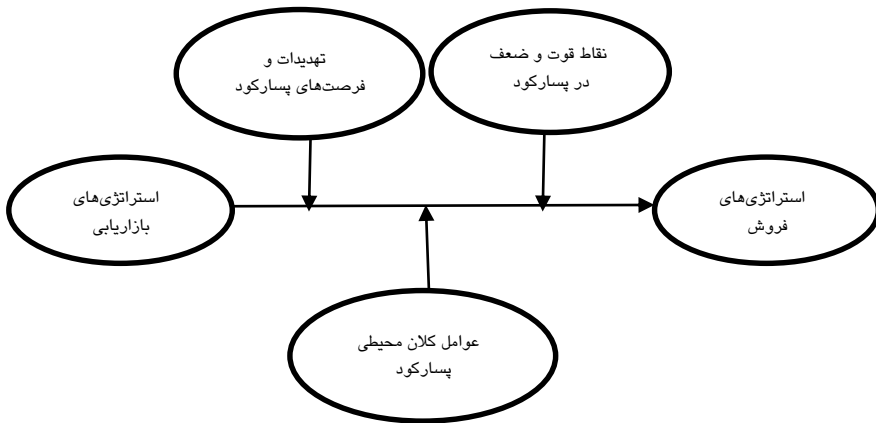 نقاط قوت و ضعف
در پسارکود
تهدیدات و
فرصت‌های پسارکود
استراتژی‌های
فروش
استراتژی‌های
بازاریابی
عوامل کلان محیطی
پسارکود